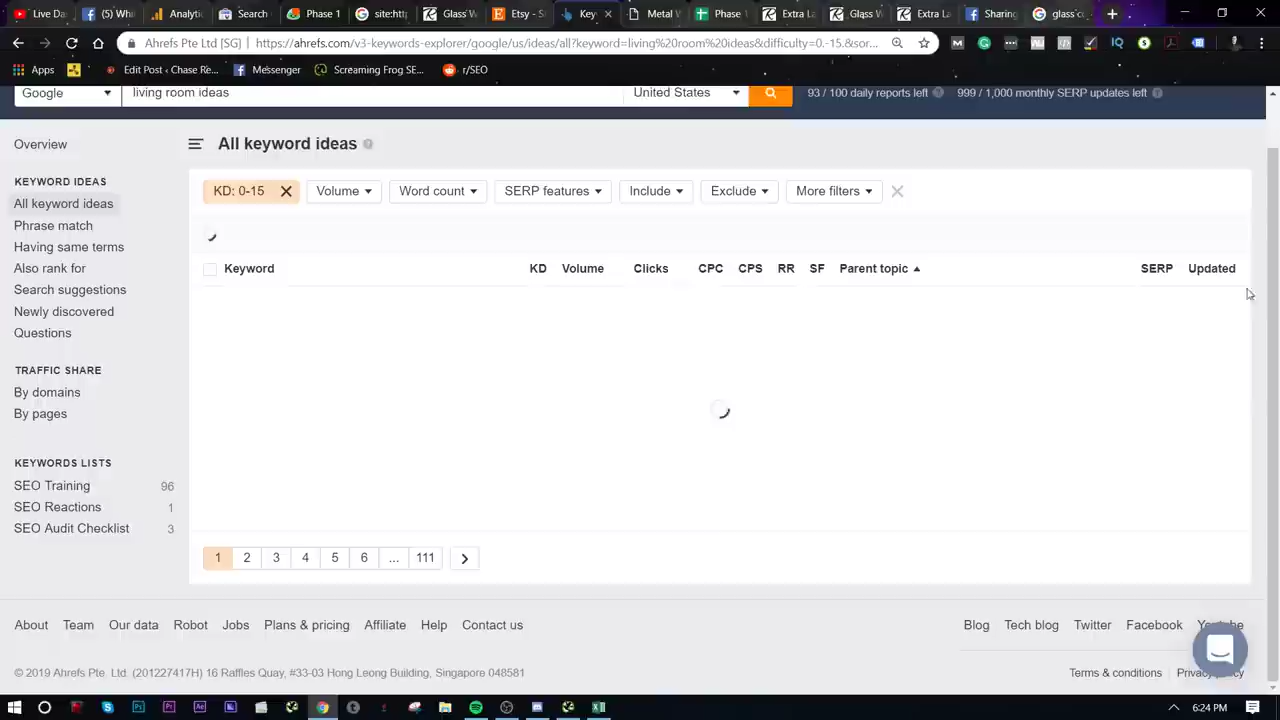 Live Da
(5) Whi
Analytic
Search
Phase 1
site:http
Glass W
Etsy - S
Key
Metal W
Phase 1
Extra La
Glass W
Extra La
Sharing
glass c
Ahrefs Pte Ltd [SG] | https://ahrefs.com/v3-keywords-explorer/google/us/ideas/all?keyword=living%20room%20ideas&difficulty=0.-15.&sor...
Apps
Edit Post ‹ Chase Re...
Messenger
Screaming Frog SE...
r/SEO
Google
living room ideas
United States
93 / 100 daily reports left
999 / 1,000 monthly SERP updates left
Overview
All keyword ideas
KEYWORD IDEAS
All keyword ideas
Phrase match
Having same terms
Also rank for
Search suggestions
Newly discovered
Questions
TRAFFIC SHARE
By domains
By pages
KEYWORDS LISTS
SEO Training 96
SEO Reactions 1
SEO Audit Checklist 3
KD: 0-15
Volume
Word count
SERP features
Include
Exclude
More filters
Keyword KD Volume Clicks CPC CPS RR SF Parent topic SERP Updated
1 2 3 4 5 6 ... 111
About Team Our data Robot Jobs Plans & pricing Affiliate Help Contact us
Blog Tech blog Twitter Facebook Youtube
© 2019 Ahrefs Pte. Ltd. (201227417H) 16 Raffles Quay, #33-03 Hong Leong Building, Singapore 048581
Terms & conditions Privacy policy
6:24 PM